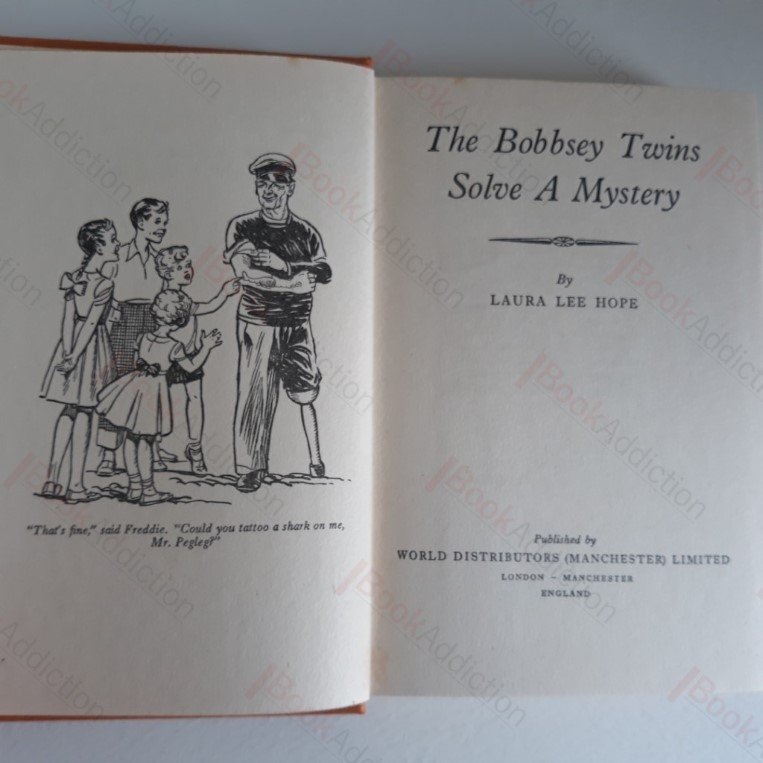 "That's fine," said Freddie. "Could you tattoo a shark on me,
Mr. Pegleg?"
The Bobbsey Twins
Solve A Mystery
By
LAURA LEE HOPE
Published by
WORLD DISTRIBUTORS (MANCHESTER) LIMITED
LONDON – MANCHESTER
ENGLAND
BookAddiction